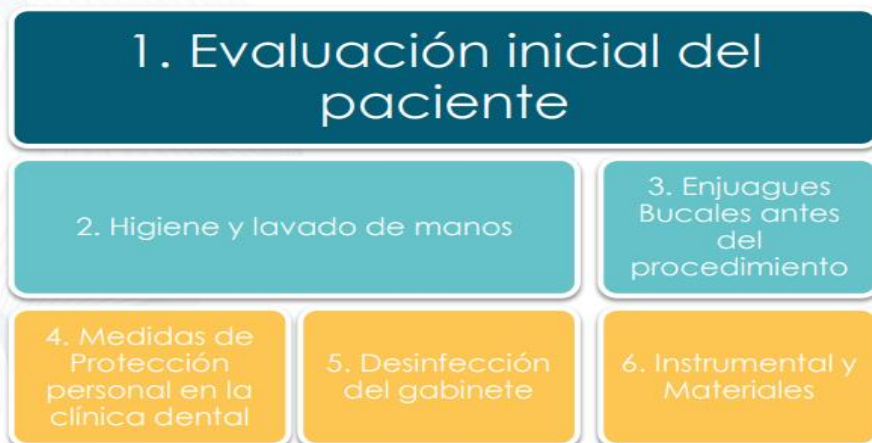 1. Evaluación inicial del
paciente
2. Higiene y lavado de manos
3. Enjuagues
Bucales antes
del
procedimiento
4. Medidas de
Protección
personal en la
clínica dental
5. Desinfección
del gabinete
6. Instrumental y
Materiales